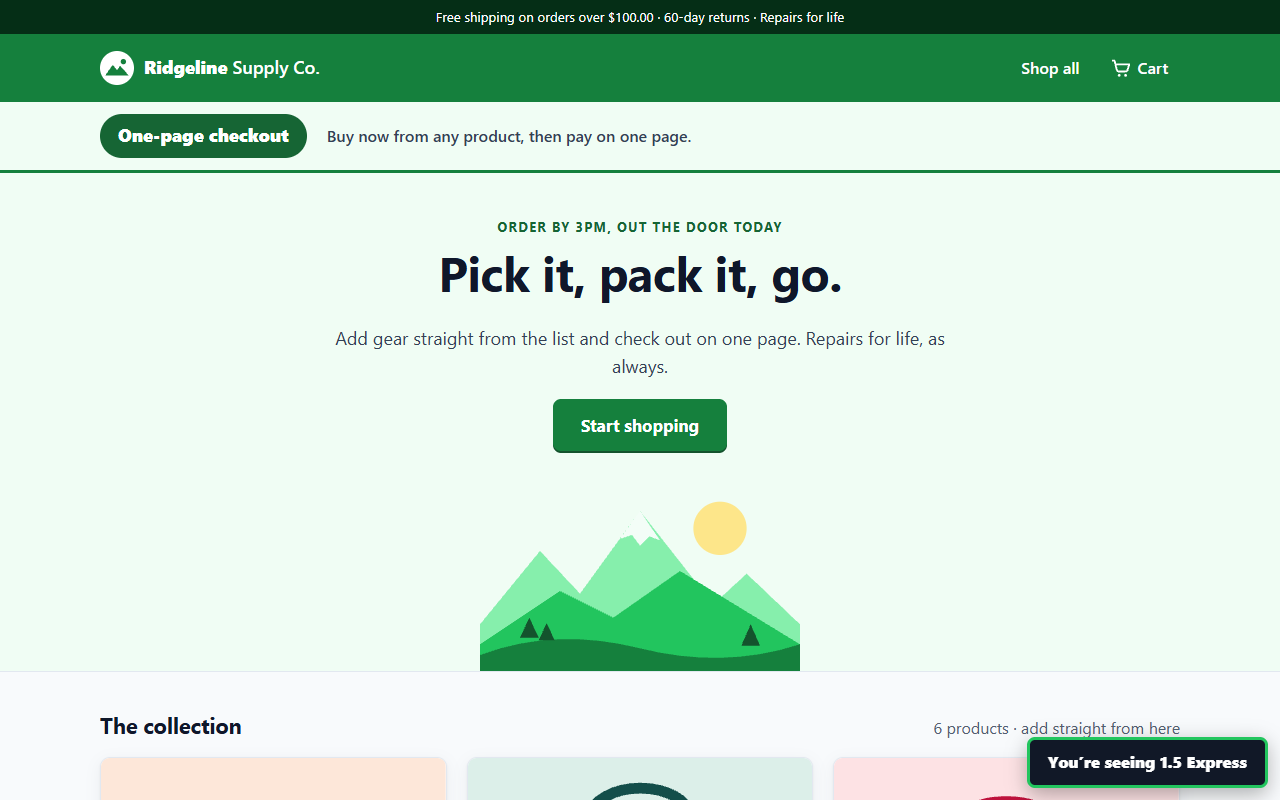 Free shipping on orders over $100.00 · 60-day returns · Repairs for life
Ridgeline Supply Co.
Shop all
Cart
One-page checkout
Buy now from any product, then pay on one page.
ORDER BY 3PM, OUT THE DOOR TODAY
Pick it, pack it, go.
Add gear straight from the list and check out on one page. Repairs for life, as
always.
Start shopping
The collection
6 products · add straight from here
You're seeing 1.5 Express